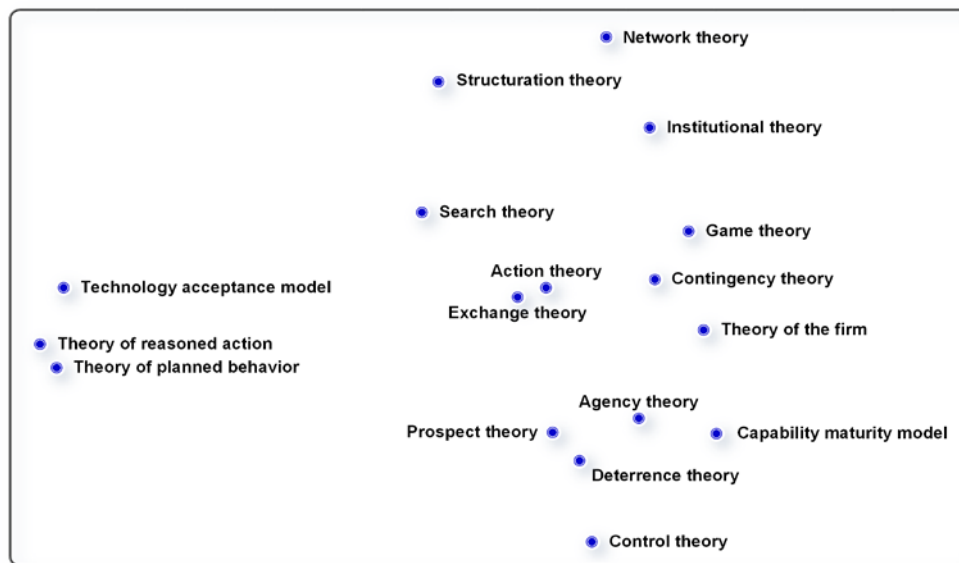 Network theory
Structuration theory
Institutional theory
Search theory
Game theory
Action theory
Contingency theory
Technology acceptance model
Exchange theory
Theory of the firm
Theory of reasoned action
Theory of planned behavior
Agency theory
Prospect theory
Capability maturity model
Deterrence theory
Control theory